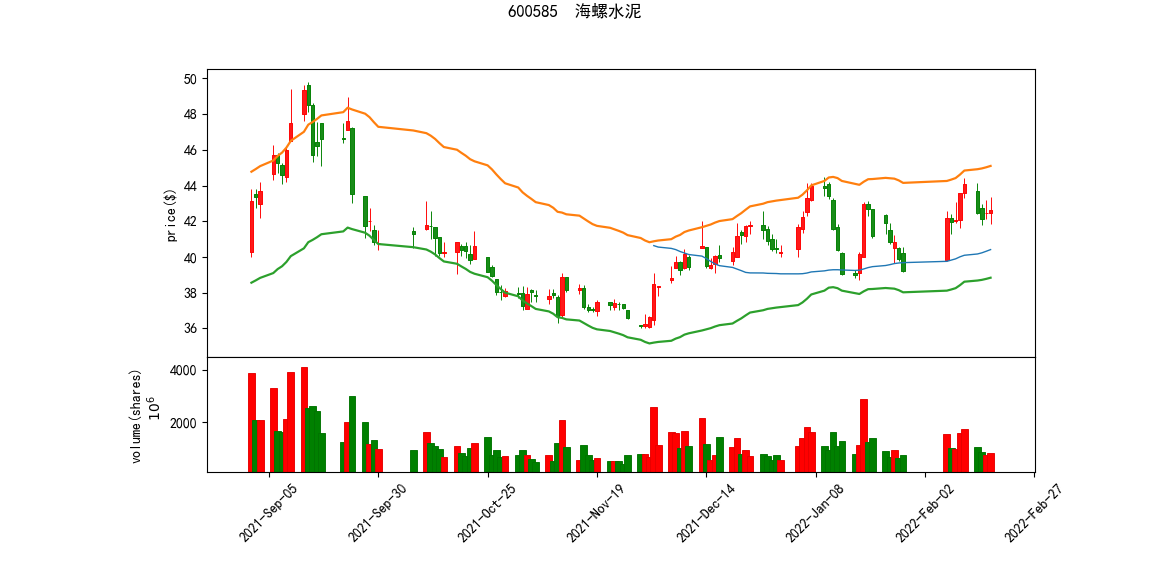 600585 海螺水泥
price($)
50
48
46
44
42
40
38
36
volume(shares)
10^6
4000
2000
2021-Sep-05
2021-Sep-30
2021-Oct-25
2021-Nov-19
2021-Dec-14
2022-Jan-08
2022-Feb-02
2022-Feb-27